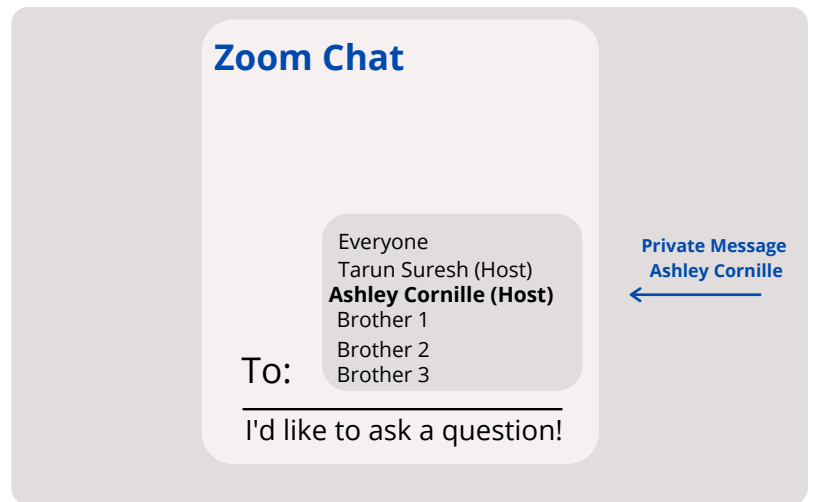 Zoom Chat
Everyone
Tarun Suresh (Host)
Ashley Cornille (Host)
Brother 1
Brother 2
Brother 3
To:
I'd like to ask a question!
Private Message
Ashley Cornille